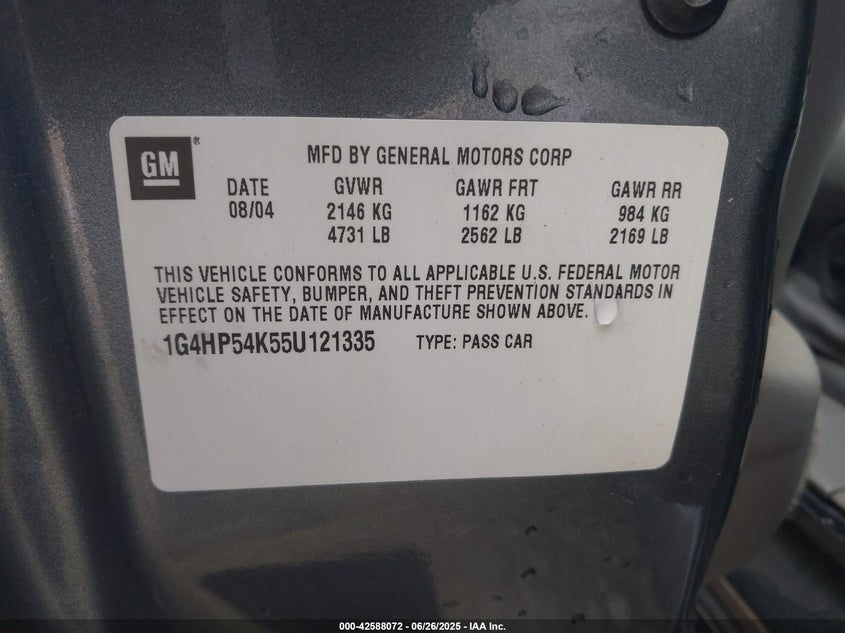 GM®
MFD BY GENERAL MOTORS CORP
DATE GVWR GAWR FRT GAWR RR
08/04 2146 KG 1162 KG 984 KG
4731 LB 2562 LB 2169 LB
THIS VEHICLE CONFORMS TO ALL APPLICABLE U.S. FEDERAL MOTOR
VEHICLE SAFETY, BUMPER, AND THEFT PREVENTION STANDARDS IN
EFFECT ON THE DATE OF MANUFACTURE SHOWN ABOVE.
1G4HP54K55U121335 TYPE: PASS CAR
000-42588072 - 06/26/2025 - IAA Inc.